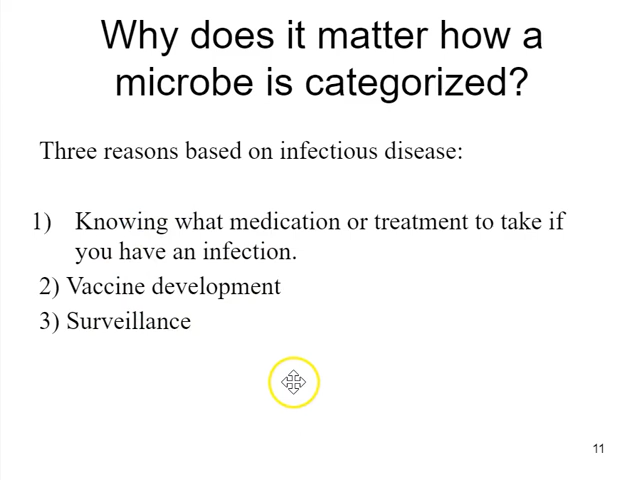 Why does it matter how a
microbe is categorized?
Three reasons based on infectious disease:
1) Knowing what medication or treatment to take if
you have an infection.
2) Vaccine development
3) Surveillance
11